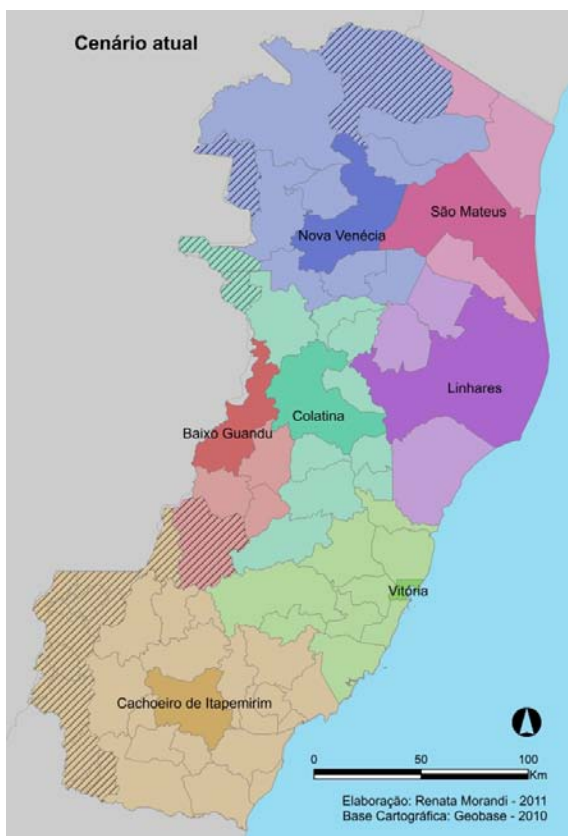 Cenário atual
São Mateus
Nova Venécia
Linhares
Colatina
Baixo Guandu
Vitória
Cachoeiro de Itapemirim
0 50 100
Km
Elaboração: Renata Morandi - 2011
Base Cartográfica: Geobase - 2010